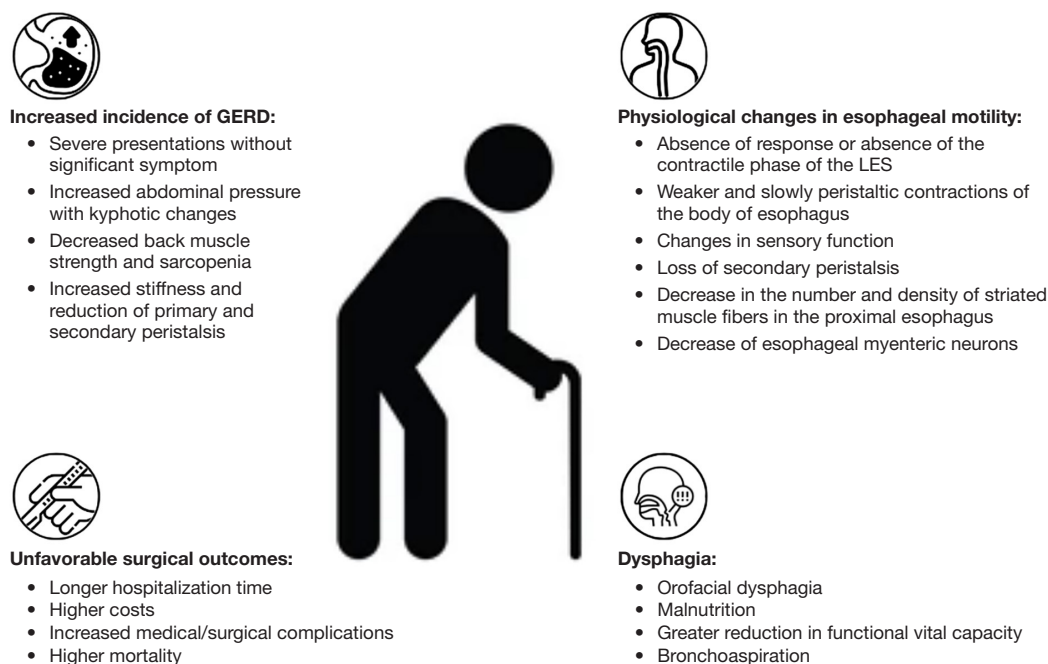 Increased incidence of GERD:
• Severe presentations without
significant symptom
• Increased abdominal pressure
with kyphotic changes
• Decreased back muscle
strength and sarcopenia
• Increased stiffness and
reduction of primary and
secondary peristalsis
Physiological changes in esophageal motility:
• Absence of response or absence of the
contractile phase of the LES
• Weaker and slowly peristaltic contractions of
the body of esophagus
• Changes in sensory function
• Loss of secondary peristalsis
• Decrease in the number and density of striated
muscle fibers in the proximal esophagus
• Decrease of esophageal myenteric neurons
Unfavorable surgical outcomes:
• Longer hospitalization time
• Higher costs
• Increased medical/surgical complications
• Higher mortality
!!!
Dysphagia:
• Orofacial dysphagia
• Malnutrition
• Greater reduction in functional vital capacity
• Bronchoaspiration